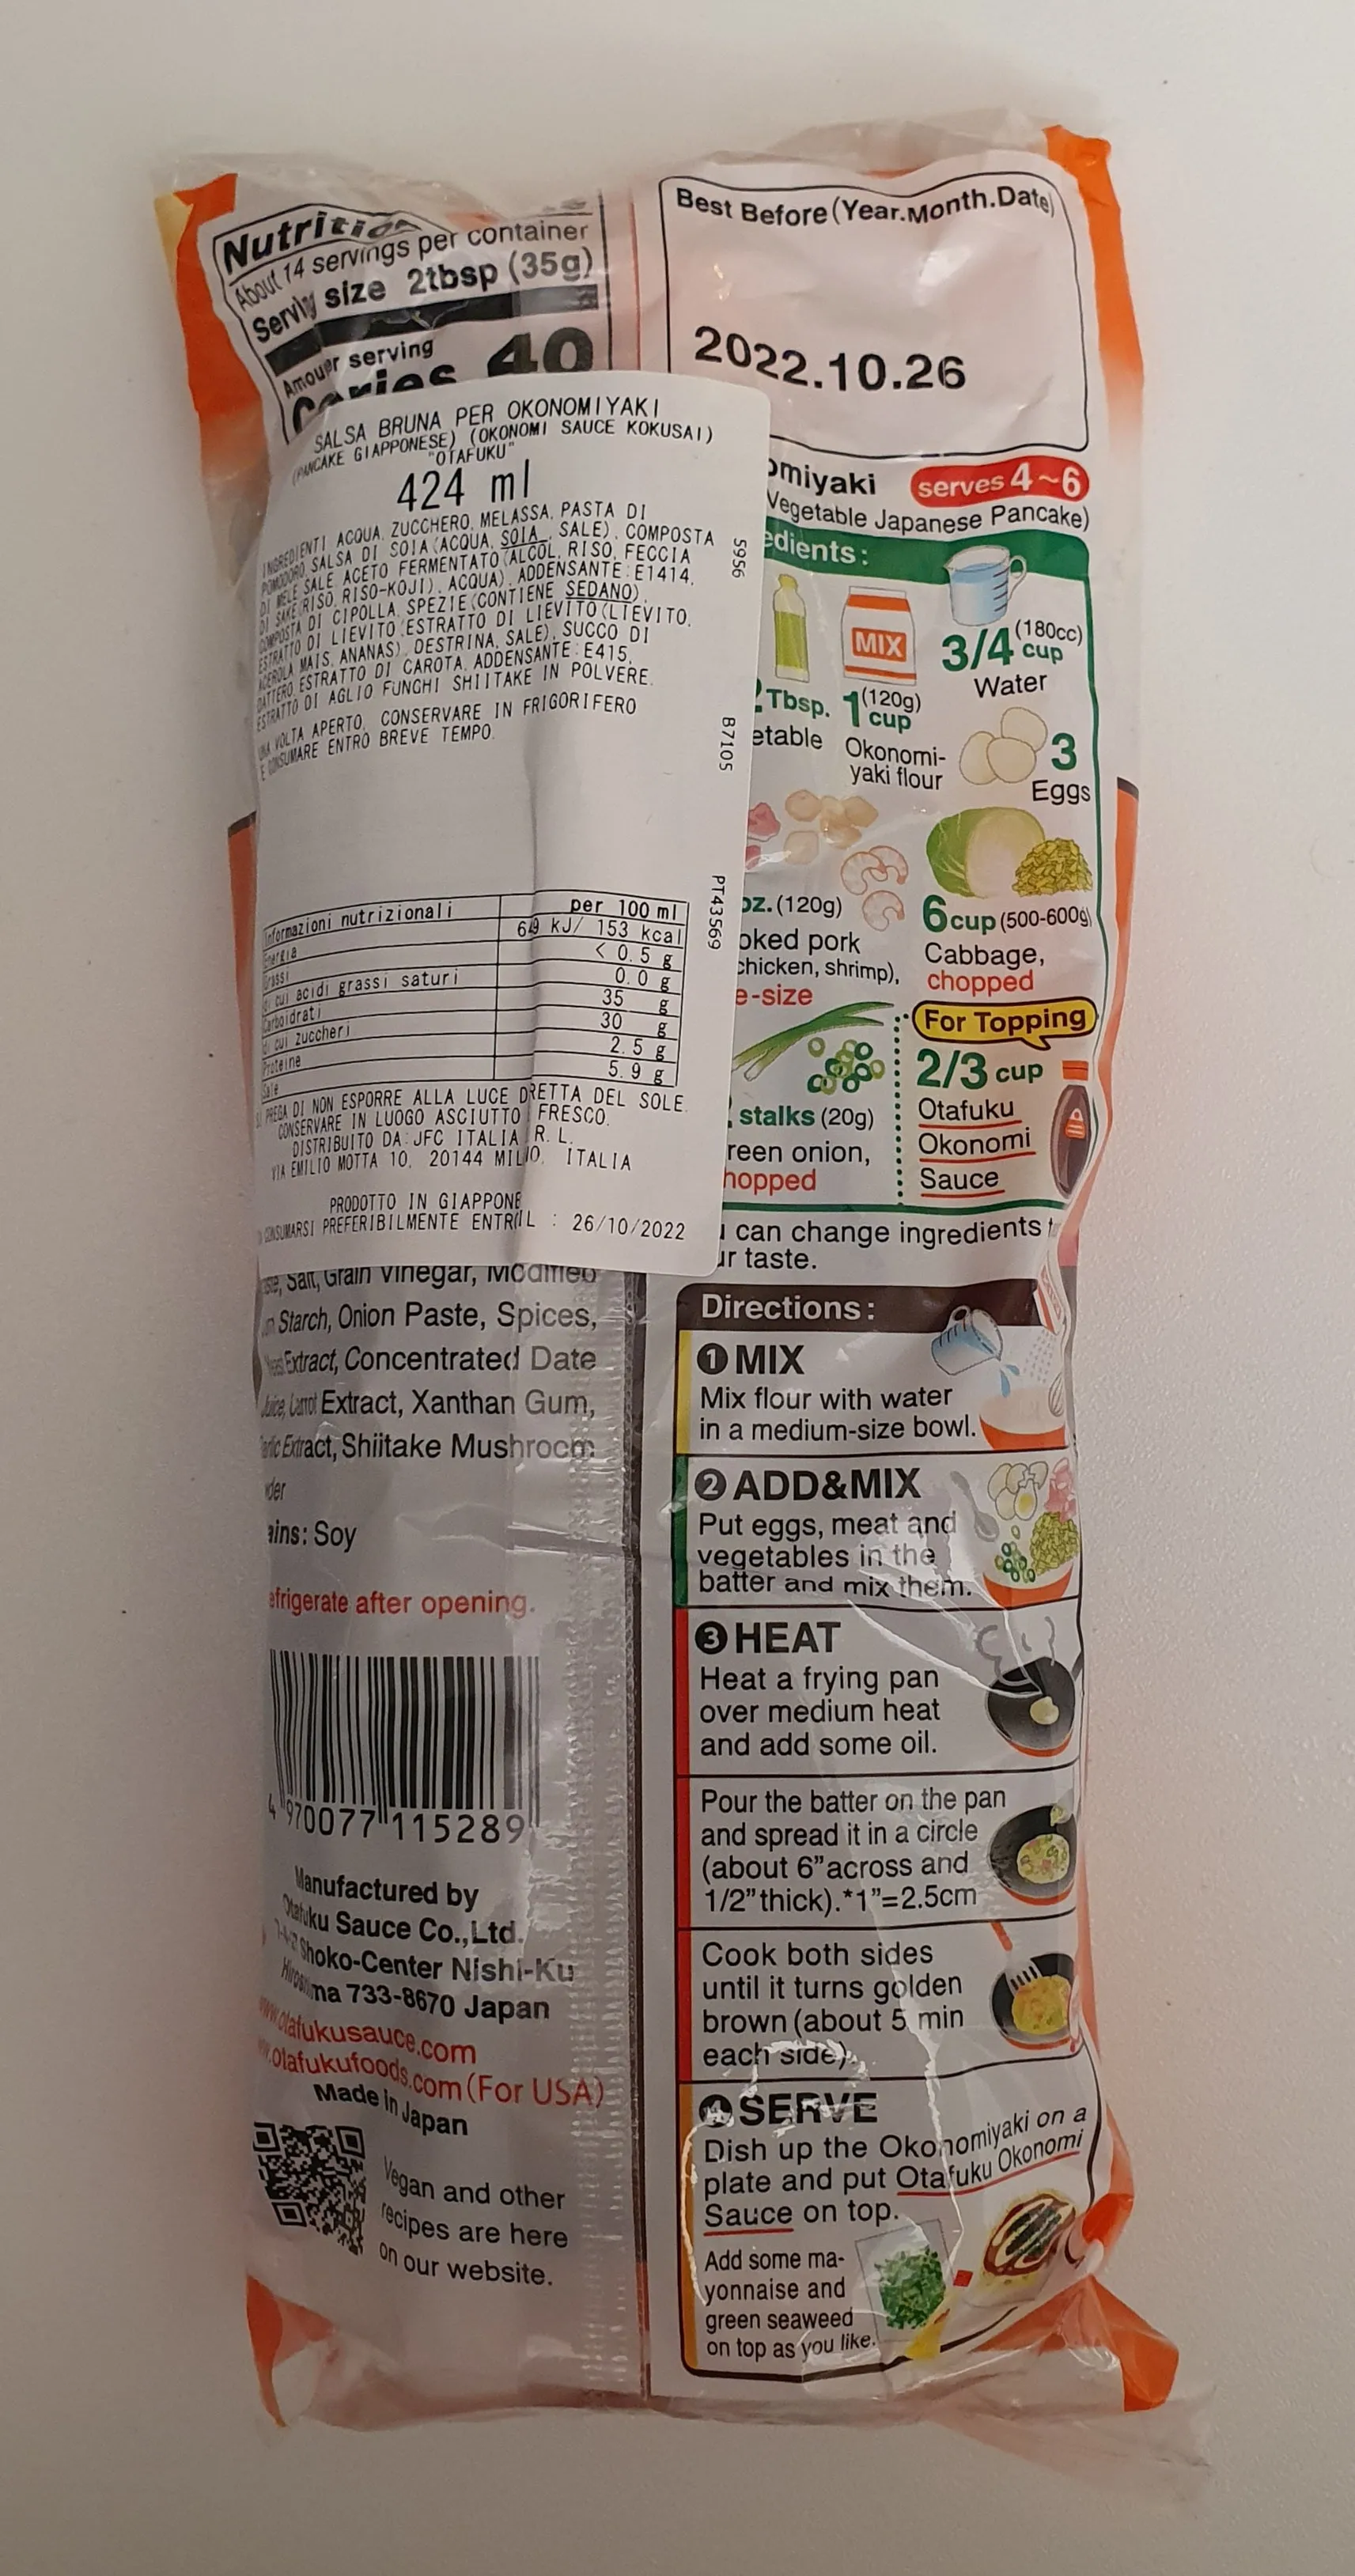 About 14 servings per container
size 2tbsp (35g)
serving
40
Best Before (Year.Month.Date)
2022.10.26
SALSA BRUNA PER OKONOMIYAKI
(PANCAKE GIAPPONESE) (OKONOMI SAUCE KOKUSAI)
"OTAFUKU"
424 ml
INGREDIENTI ACQUA, ZUCCHERO, MELASSA, PASTA DI
POMODORO, SALSA DI SOIA (ACQUA, SOIA, SALE), COMPOSTA
DI MELE SALE, ACETO FERMENTATO (ALCOL, RISO, FECCIA
DI SAKE (RISO, RISO-KOJI), ACQUA), ADDENSANTE: E1414,
COMPOSTA DI CIPOLLA, SPEZIE (CONTIENE SEDANO),
ESTRATTO DI LIEVITO (ESTRATTO DI LIEVITO (LIEVITO,
ACEROLA MAIS, ANANAS), DESTRINA, SALE), SUCCO DI
DATTERO, ESTRATTO DI CAROTA, ADDENSANTE: E415,
ESTRATTO DI AGLIO FUNGHI SHIITAKE IN POLVERE.
UNA VOLTA APERTO, CONSERVARE IN FRIGORIFERO
E CONSUMARE ENTRO BREVE TEMPO.
5956
B7105
PT43569
Informazioni nutrizionali per 100 ml
Energia kJ/ 153 kcal
Grassi < 0.5 g
di cui acidi grassi saturi 0.0 g
Carboidrati 35 g
di cui zuccheri 30 g
Proteine 2.5 g
Sale 5.9 g
SI PREGA DI NON ESPORRE ALLA LUCE DRETTA DEL SOLE.
CONSERVARE IN LUOGO ASCIUTTO FRESCO.
DISTRIBUITO DA: JFC ITALIA R. L.
VIA EMILIO MOTTA 10, 20144 ITALIA
PRODOTTO IN GIAPPONE
CONSUMARSI PREFERIBILMENTE : 26/10/2022
Salt, Grain Vinegar, Modified
Starch, Onion Paste, Spices,
Extract, Concentrated Date
Juice, Carrot Extract, Xanthan Gum,
Extract, Shiitake Mushroom
Soy
after opening.
4 970077 115289
Manufactured by
Otafuku Sauce Co.,Ltd.
Shoko-Center Nishi-Ku
733-8670 Japan
www.otafukusauce.com
otafukufoods.com (For USA)
Made in Japan
Vegan and other
recipes are here
on our website.
omiyaki serves 4~6
Vegetable Japanese Pancake)
edients:
MIX
3/4 cup (180cc)
Water
Tbsp.
etable
1 cup (120g)
Okonomi-
yaki flour
3
Eggs
oz. (120g)
oked pork
chicken, shrimp),
e-size
6 cup (500-600g)
Cabbage,
chopped
stalks (20g)
reen onion,
hopped
For Topping
2/3 cup
Otafuku
Okonomi
Sauce
can change ingredients
ur taste.
Directions:
1 MIX
Mix flour with water
in a medium-size bowl.
2 ADD&MIX
Put eggs, meat and
vegetables in the
batter and mix them.
3 HEAT
Heat a frying pan
over medium heat
and add some oil.
Pour the batter on the pan
and spread it in a circle
(about 6" across and
1/2" thick). *1"=2.5cm
Cook both sides
until it turns golden
brown (about 5 min
each side).
4 SERVE
Dish up the Okonomiyaki on a
plate and put Otafuku Okonomi
Sauce on top.
Add some ma-
yonnaise and
green seaweed
on top as you like.